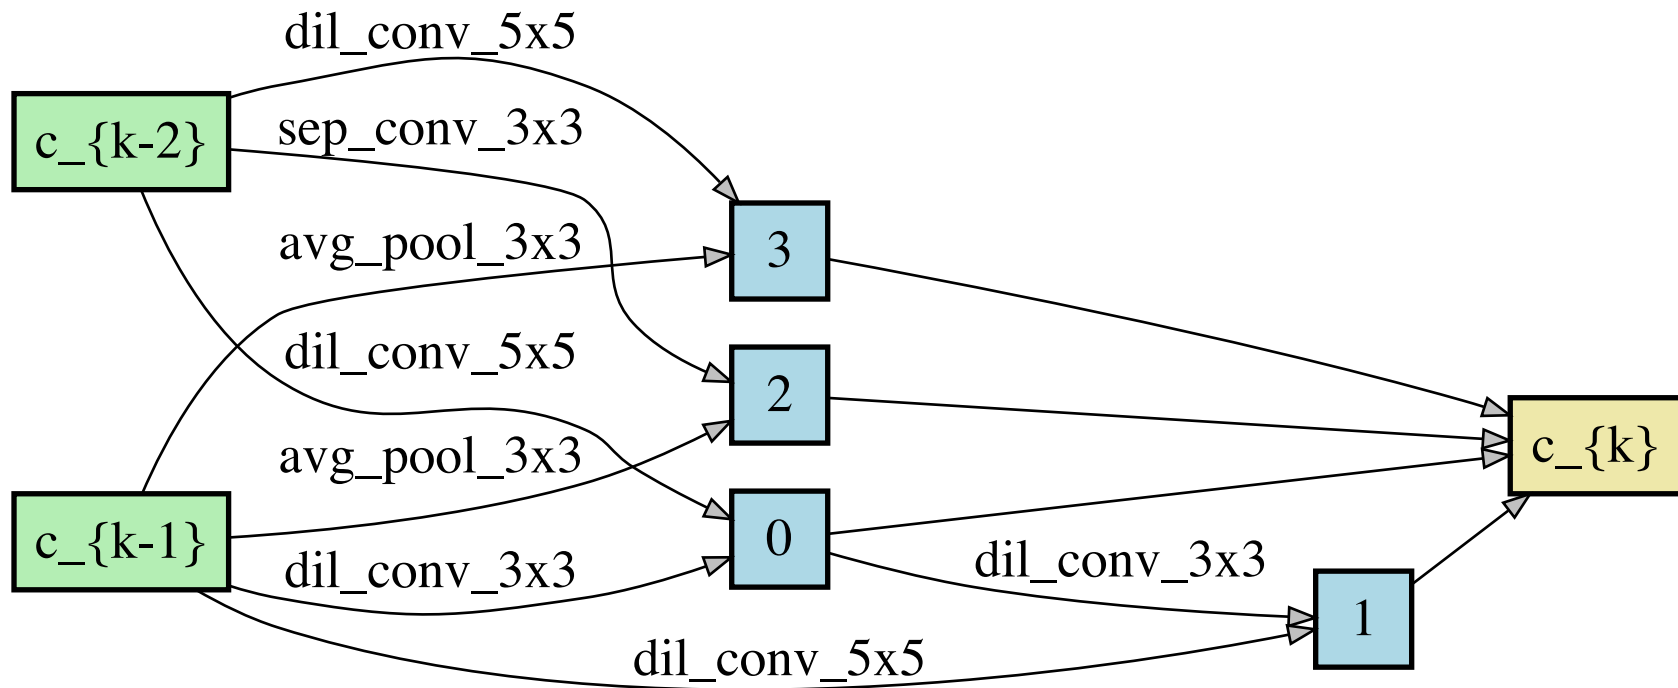 dil_conv_5x5
c_{k-2}
sep_conv_3x3
avg_pool_3x3
3
dil_conv_5x5
2
avg_pool_3x3
c_{k}
c_{k-1}
0
dil_conv_3x3
dil_conv_3x3
1
dil_conv_5x5